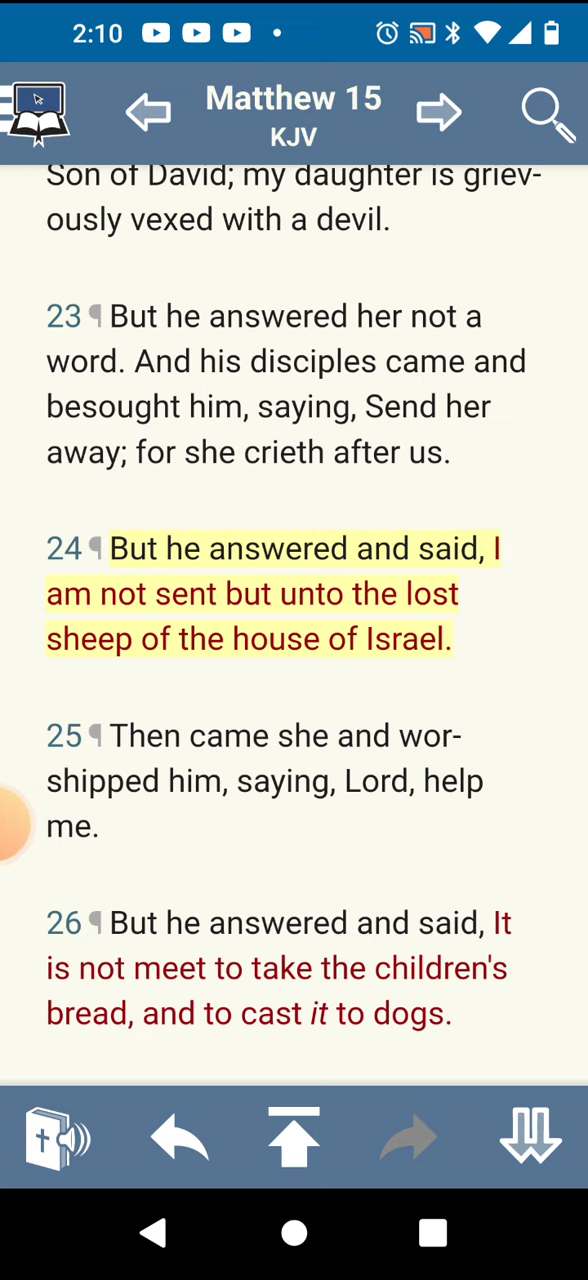 2:10
Matthew 15
KJV
Son of David; my daughter is griev-
ously vexed with a devil.
23 ¶ But he answered her not a
word. And his disciples came and
besought him, saying, Send her
away; for she crieth after us.
24 ¶ But he answered and said, I
am not sent but unto the lost
sheep of the house of Israel.
25 ¶ Then came she and wor-
shipped him, saying, Lord, help
me.
26 ¶ But he answered and said, It
is not meet to take the children's
bread, and to cast it to dogs.